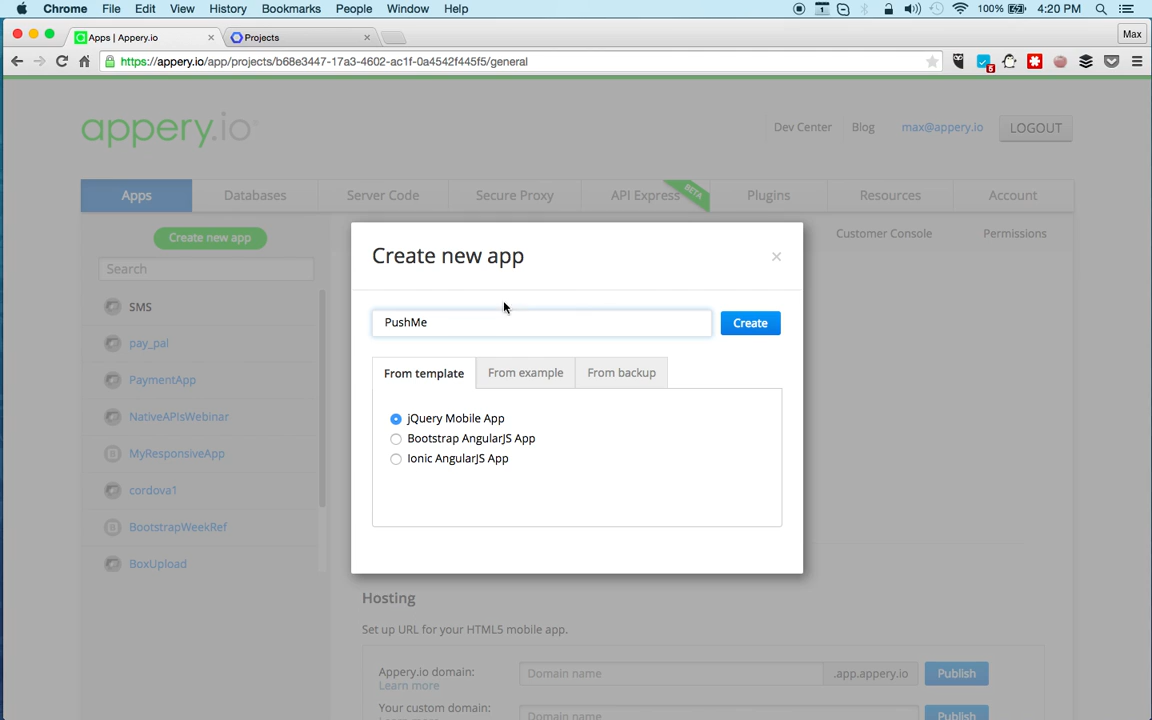 Chrome File Edit View History Bookmarks People Window Help 1 100% 4:20 PM
Apps | Appery.io × Projects × Max
https://appery.io/app/projects/b68e3447-17a3-4602-ac1f-0a4542f445f5/general 5
appery.io
Dev Center Blog max@appery.io LOGOUT
Apps Databases Server Code Secure Proxy API Express BETA Plugins Resources Account
Create new app
Customer Console Permissions
Search
SMS
pay_pal
PaymentApp
NativeAPIsWebinar
MyResponsiveApp
cordova1
BootstrapWeekRef
BoxUpload
Create new app ×
PushMe Create
From template From example From backup
jQuery Mobile App
Bootstrap AngularJS App
Ionic AngularJS App
Hosting
Set up URL for your HTML5 mobile app.
Appery.io domain: Domain name .app.appery.io Publish
Learn more
Your custom domain: Domain name Publish